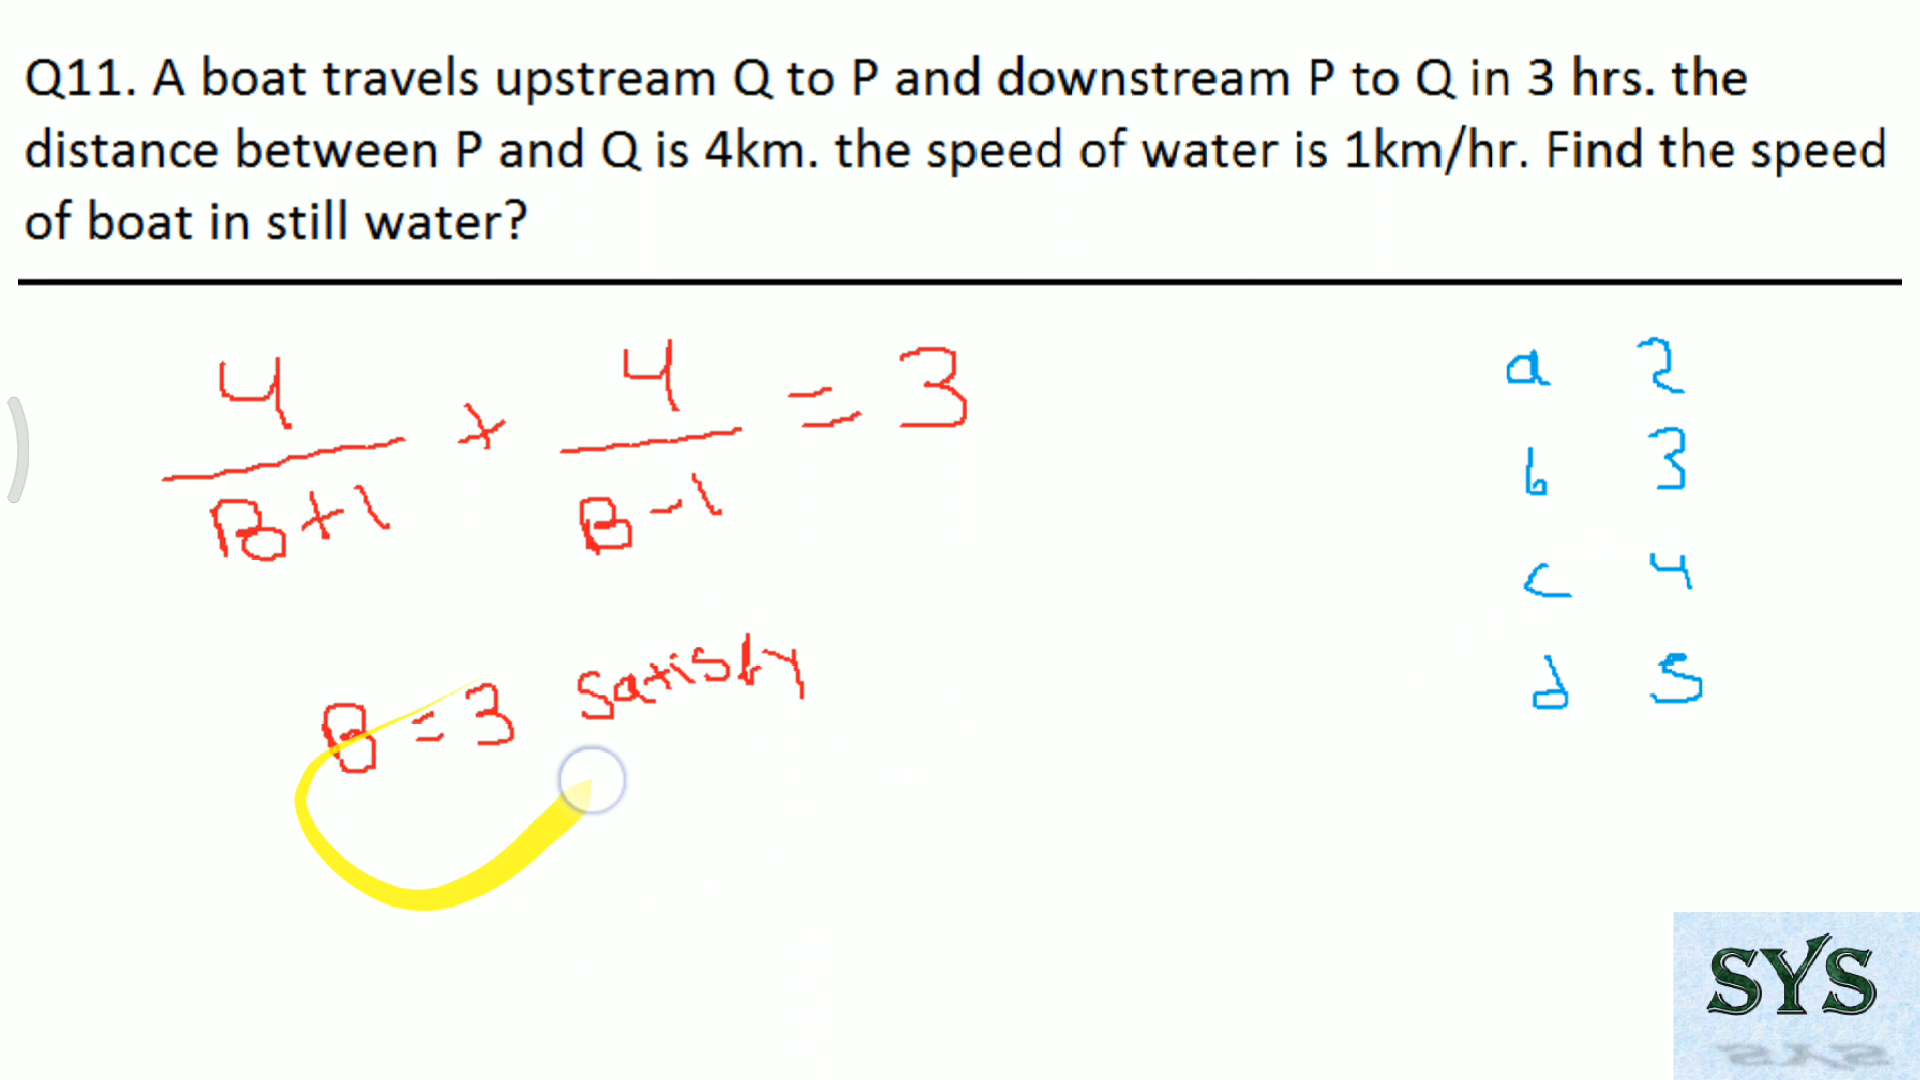 Q11. A boat travels upstream Q to P and downstream P to Q in 3 hrs. the
distance between P and Q is 4km. the speed of water is 1km/hr. Find the speed
of boat in still water?
4/B+1 + 4/B-1 = 3
B = 3 Satisfy
a 2
b 3
c 4
d 5
SYS